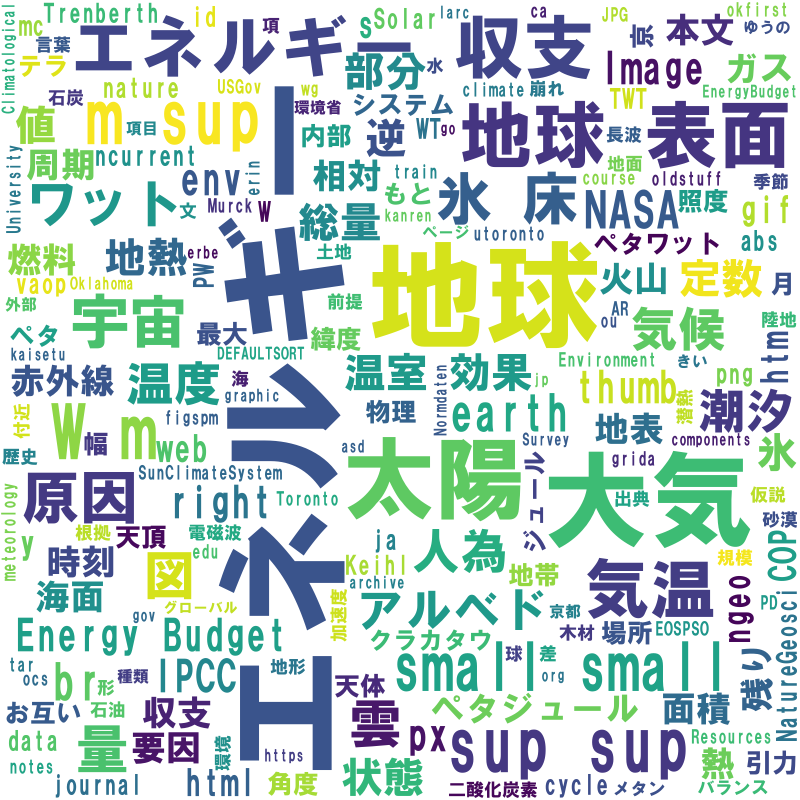 Trenberth
id
項
s
Solar
larc
ca
JPG
okfirst
mc
言葉
エネルギー
収支
京
本文
ゆうの
Climatological
テラ
nature
USGov
部分
水
Image
ガス
石炭
wg
climate
崩れ
TWT
EnergyBudget
値
m
sup
項目
環境省
システム
地球
表面
内部
逆
WT
go
長波
周期
ncurrent
地面
University
env
erin
相対
train
course
oldstuff
季節
ワット
文
Murck
W
総量
もと
kanren
氷
床
NASA
照度
gif
ページ
utoronto
abs
燃料
地熱
erbe
土地
ペタワット
vaop
Oklahoma
pw
エネルギー
地球
火山
定数
月
外部
ペタ
宇宙
最大
前提
緯度
AR
ou
気候
陸地
kaisetu
DEFAULTSORT
htm
赤外線
温度
海
graphic
温室
効果
jp
Environment
きい
png
付近
W
幅
m
figspm
物理
Normdaten
earth
thumb
潜熱
潮汐
地表
components
歴史
web
asd
Survey
氷
SunClimateSystem
太陽
ジュール
grida
meteorology
原因
right
Toronto
大気
出典
仮説
y
根拠
天頂
電磁波
ja
人為
砂漠
時刻
edu
図
Keihl
archive
地帯
気温
規模
COP
海面
グローバル
加速度
アルベド
京都
ngeo
PD
gov
クラカタウ
木材
場所
EOSPSO
Energy
Budget
NatureGeosci
tar
ocs
br
形
IPCC
種類
地形
small
球
差
org
small
残り
お互い
石油
収支
天体
雲
ペタジュール
面積
data
量
要因
環境
https
px
sup
sup
Resources
熱
引力
notes
journal
html
角度
状態
二酸化炭素
cycle
メタン
バランス